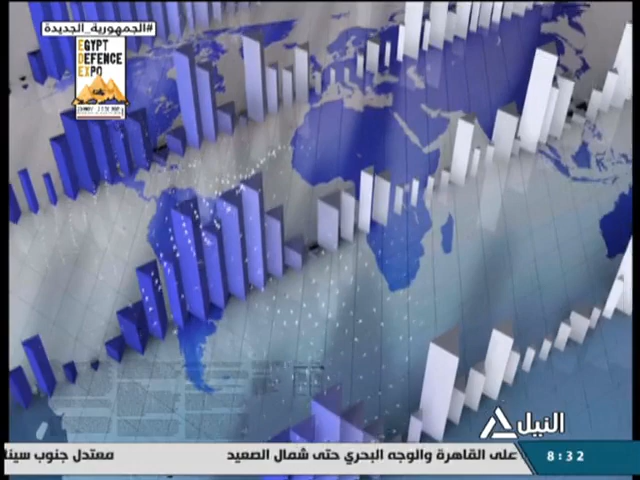 #الجمهورية_الجديدة
EGYPT
DEFENCE
EXPO
النيل
على القاهرة والوجه البحري حتى شمال الصعيد
معتدل جنوب سينا
8:32